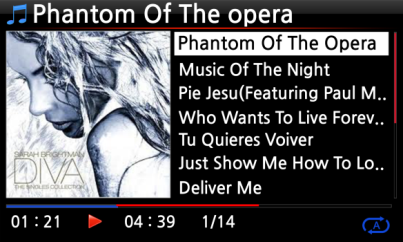 Phantom Of The opera
Phantom Of The Opera
Music Of The Night
Pie Jesu(Featuring Paul M..
Who Wants To Live Forev..
Tu Quieres Voiver
Just Show Me How To Lo..
Deliver Me
SARAH BRIGHTMAN
DIVA
THE SINGLES COLLECTION
01 : 21
04 : 39
1/14
A